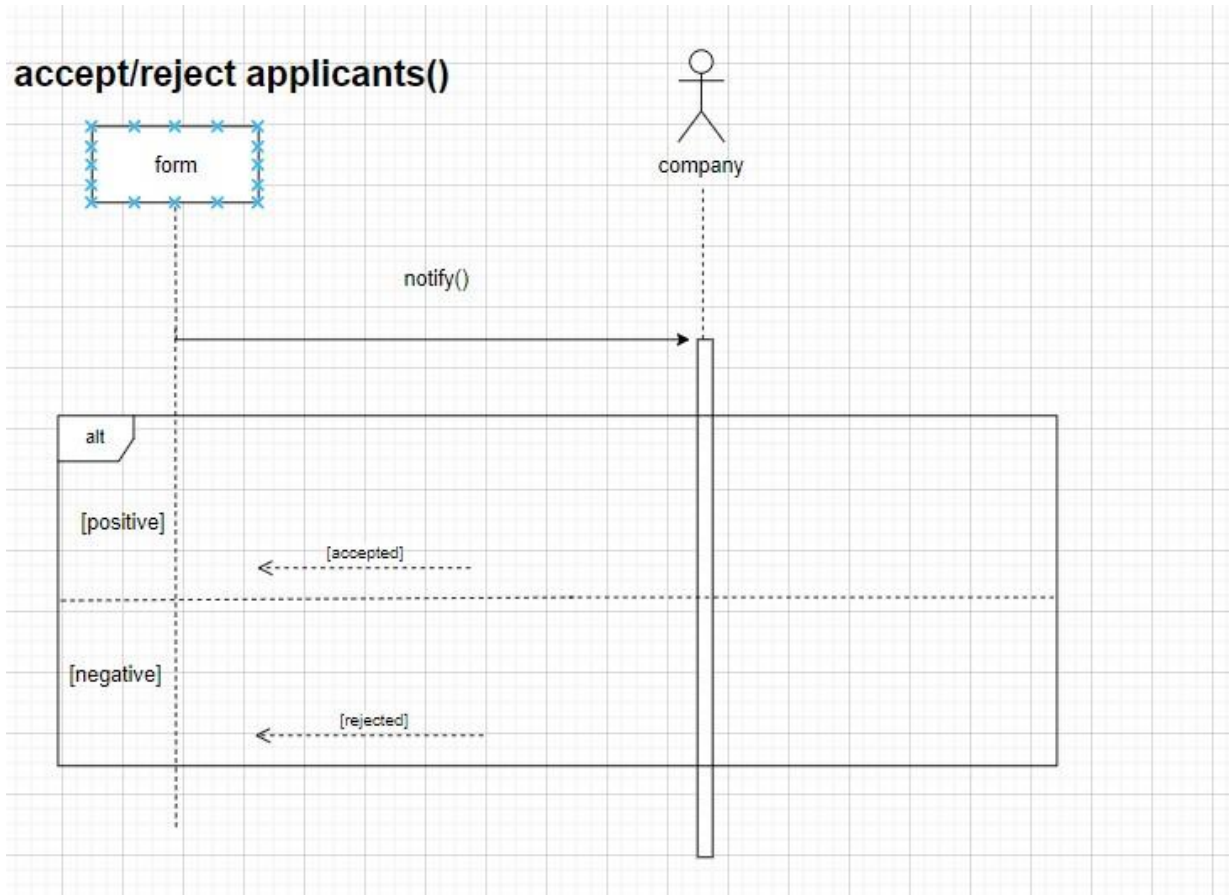 accept/reject applicants()
form
company
notify()
alt
[positive]
[accepted]
[negative]
[rejected]